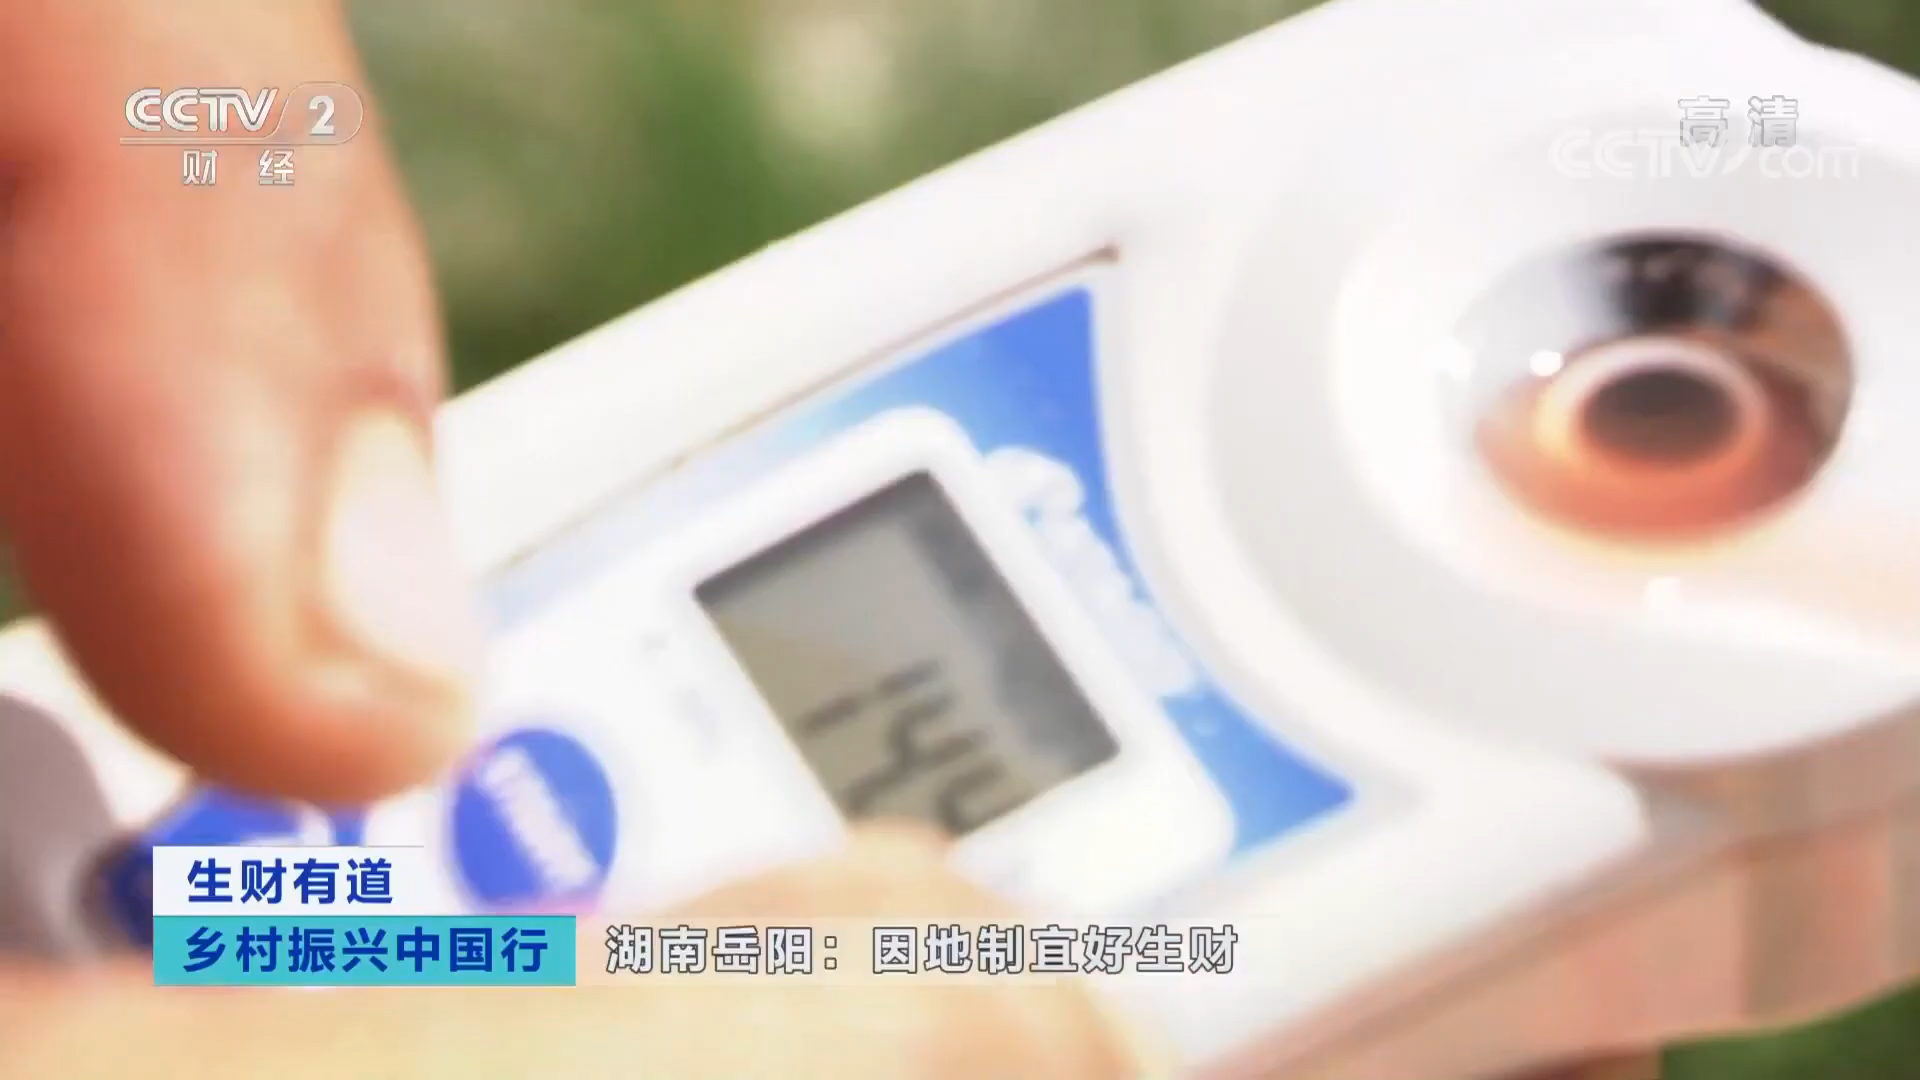 CCTV 2
财 经
高 清
CCTV com
生财有道
乡村振兴中国行
湖南岳阳：因地制宜好生财